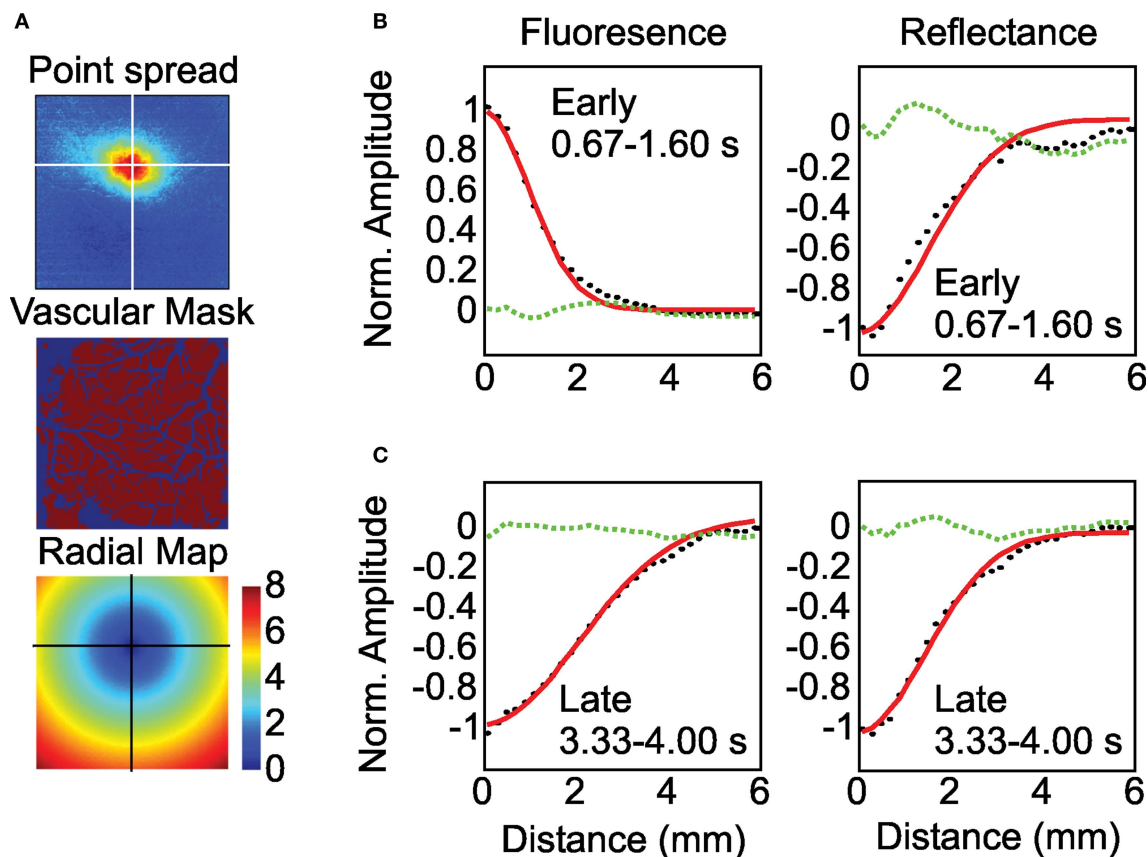 A
Point spread
Vascular Mask
Radial Map
8
6
4
2
0
B
Fluoresence
Reflectance
Norm. Amplitude
1
0.8
0.6
0.4
0.2
0
Early
0.67-1.60 s
0 2 4 6
0
-0.2
-0.4
-0.6
-0.8
-1
Early
0.67-1.60 s
0 2 4 6
C
Norm. Amplitude
0
-0.2
-0.4
-0.6
-0.8
-1
Late
3.33-4.00 s
0 2 4 6
Distance (mm)
0
-0.2
-0.4
-0.6
-0.8
-1
Late
3.33-4.00 s
0 2 4 6
Distance (mm)